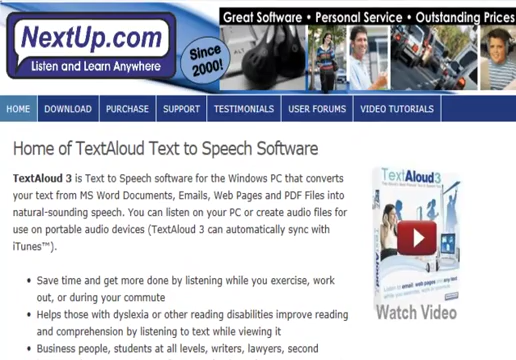 NextUp.com
Listen and Learn Anywhere
Since
2000!
Great Software • Personal Service • Outstanding Prices
HOME DOWNLOAD PURCHASE SUPPORT TESTIMONIALS USER FORUMS VIDEO TUTORIALS
Home of TextAloud Text to Speech Software
TextAloud 3 is Text to Speech software for the Windows PC that converts
your text from MS Word Documents, Emails, Web Pages and PDF Files into
natural-sounding speech. You can listen on your PC or create audio files for
use on portable audio devices (TextAloud 3 can automatically sync with
iTunes™).
• Save time and get more done by listening while you exercise, work
out, or during your commute
• Helps those with dyslexia or other reading disabilities improve reading
and comprehension by listening to text while viewing it
• Business people, students at all levels, writers, lawyers, second
TextAloud3
Watch Video